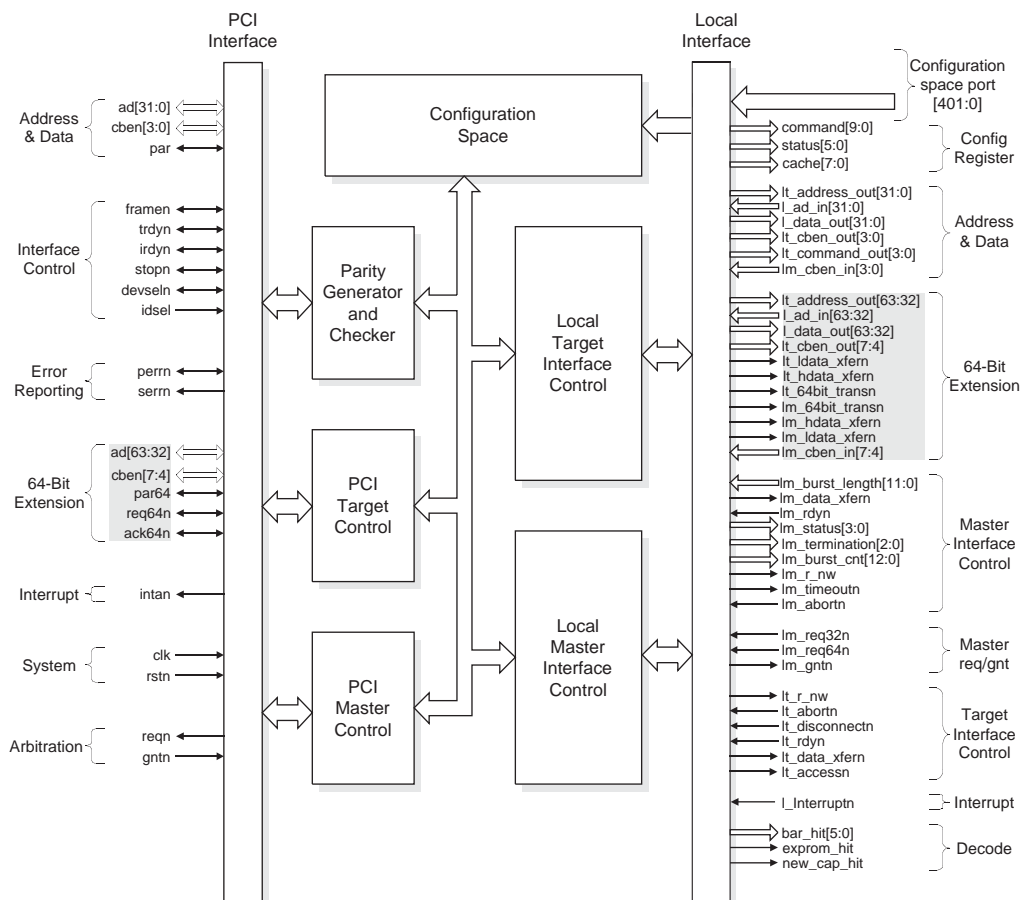 PCI
Interface
Local
Interface
Address
& Data
ad[31:0]
cben[3:0]
par
Interface
Control
framen
trdyn
irdyn
stopn
devseln
idsel
Error
Reporting
perrn
serrn
64-Bit
Extension
ad[63:32]
cben[7:4]
par64
req64n
ack64n
Interrupt
intan
System
clk
rstn
Arbitration
reqn
gntn
Configuration
Space
Parity
Generator
and
Checker
PCI
Target
Control
PCI
Master
Control
Local
Target
Interface
Control
Local
Master
Interface
Control
Configuration
space port
[401:0]
command[9:0]
status[5:0]
cache[7:0]
Config
Register
lt_address_out[31:0]
l_ad_in[31:0]
l_data_out[31:0]
lt_cben_out[3:0]
lt_command_out[3:0]
lm_cben_in[3:0]
Address
& Data
lt_address_out[63:32]
l_ad_in[63:32]
l_data_out[63:32]
lt_cben_out[7:4]
lt_ldata_xfern
lt_hdata_xfern
lt_64bit_transn
lm_64bit_transn
lm_hdata_xfern
lm_ldata_xfern
lm_cben_in[7:4]
64-Bit
Extension
lm_burst_length[11:0]
lm_data_xfern
lm_rdyn
lm_status[3:0]
lm_termination[2:0]
lm_burst_cnt[12:0]
lm_r_nw
lm_timeoutn
lm_abortn
Master
Interface
Control
lm_req32n
lm_req64n
lm_gntn
Master
req/gnt
lt_r_nw
lt_abortn
lt_disconnectn
lt_rdyn
lt_data_xfern
lt_accessn
Target
Interface
Control
l_Interruptn
Interrupt
bar_hit[5:0]
exprom_hit
new_cap_hit
Decode